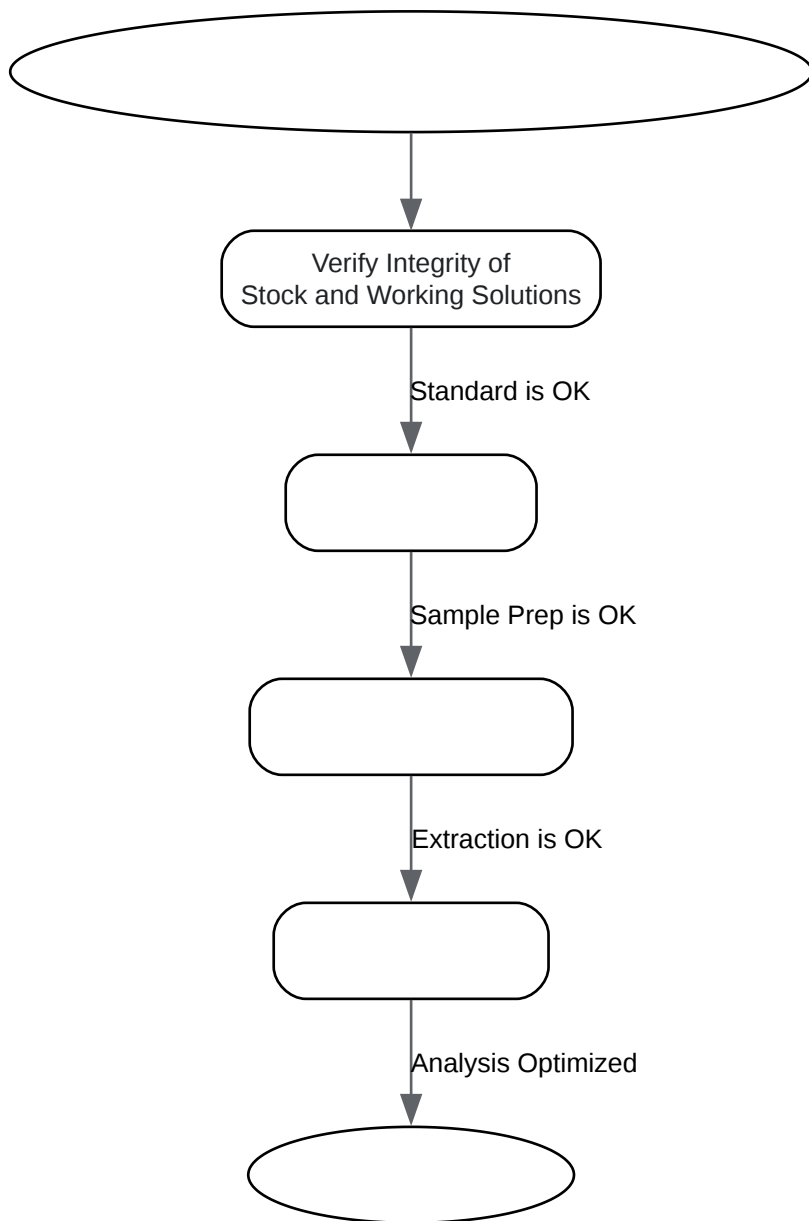 Verify Integrity of
Stock and Working Solutions
Standard is OK
Sample Prep is OK
Extraction is OK
Analysis Optimized